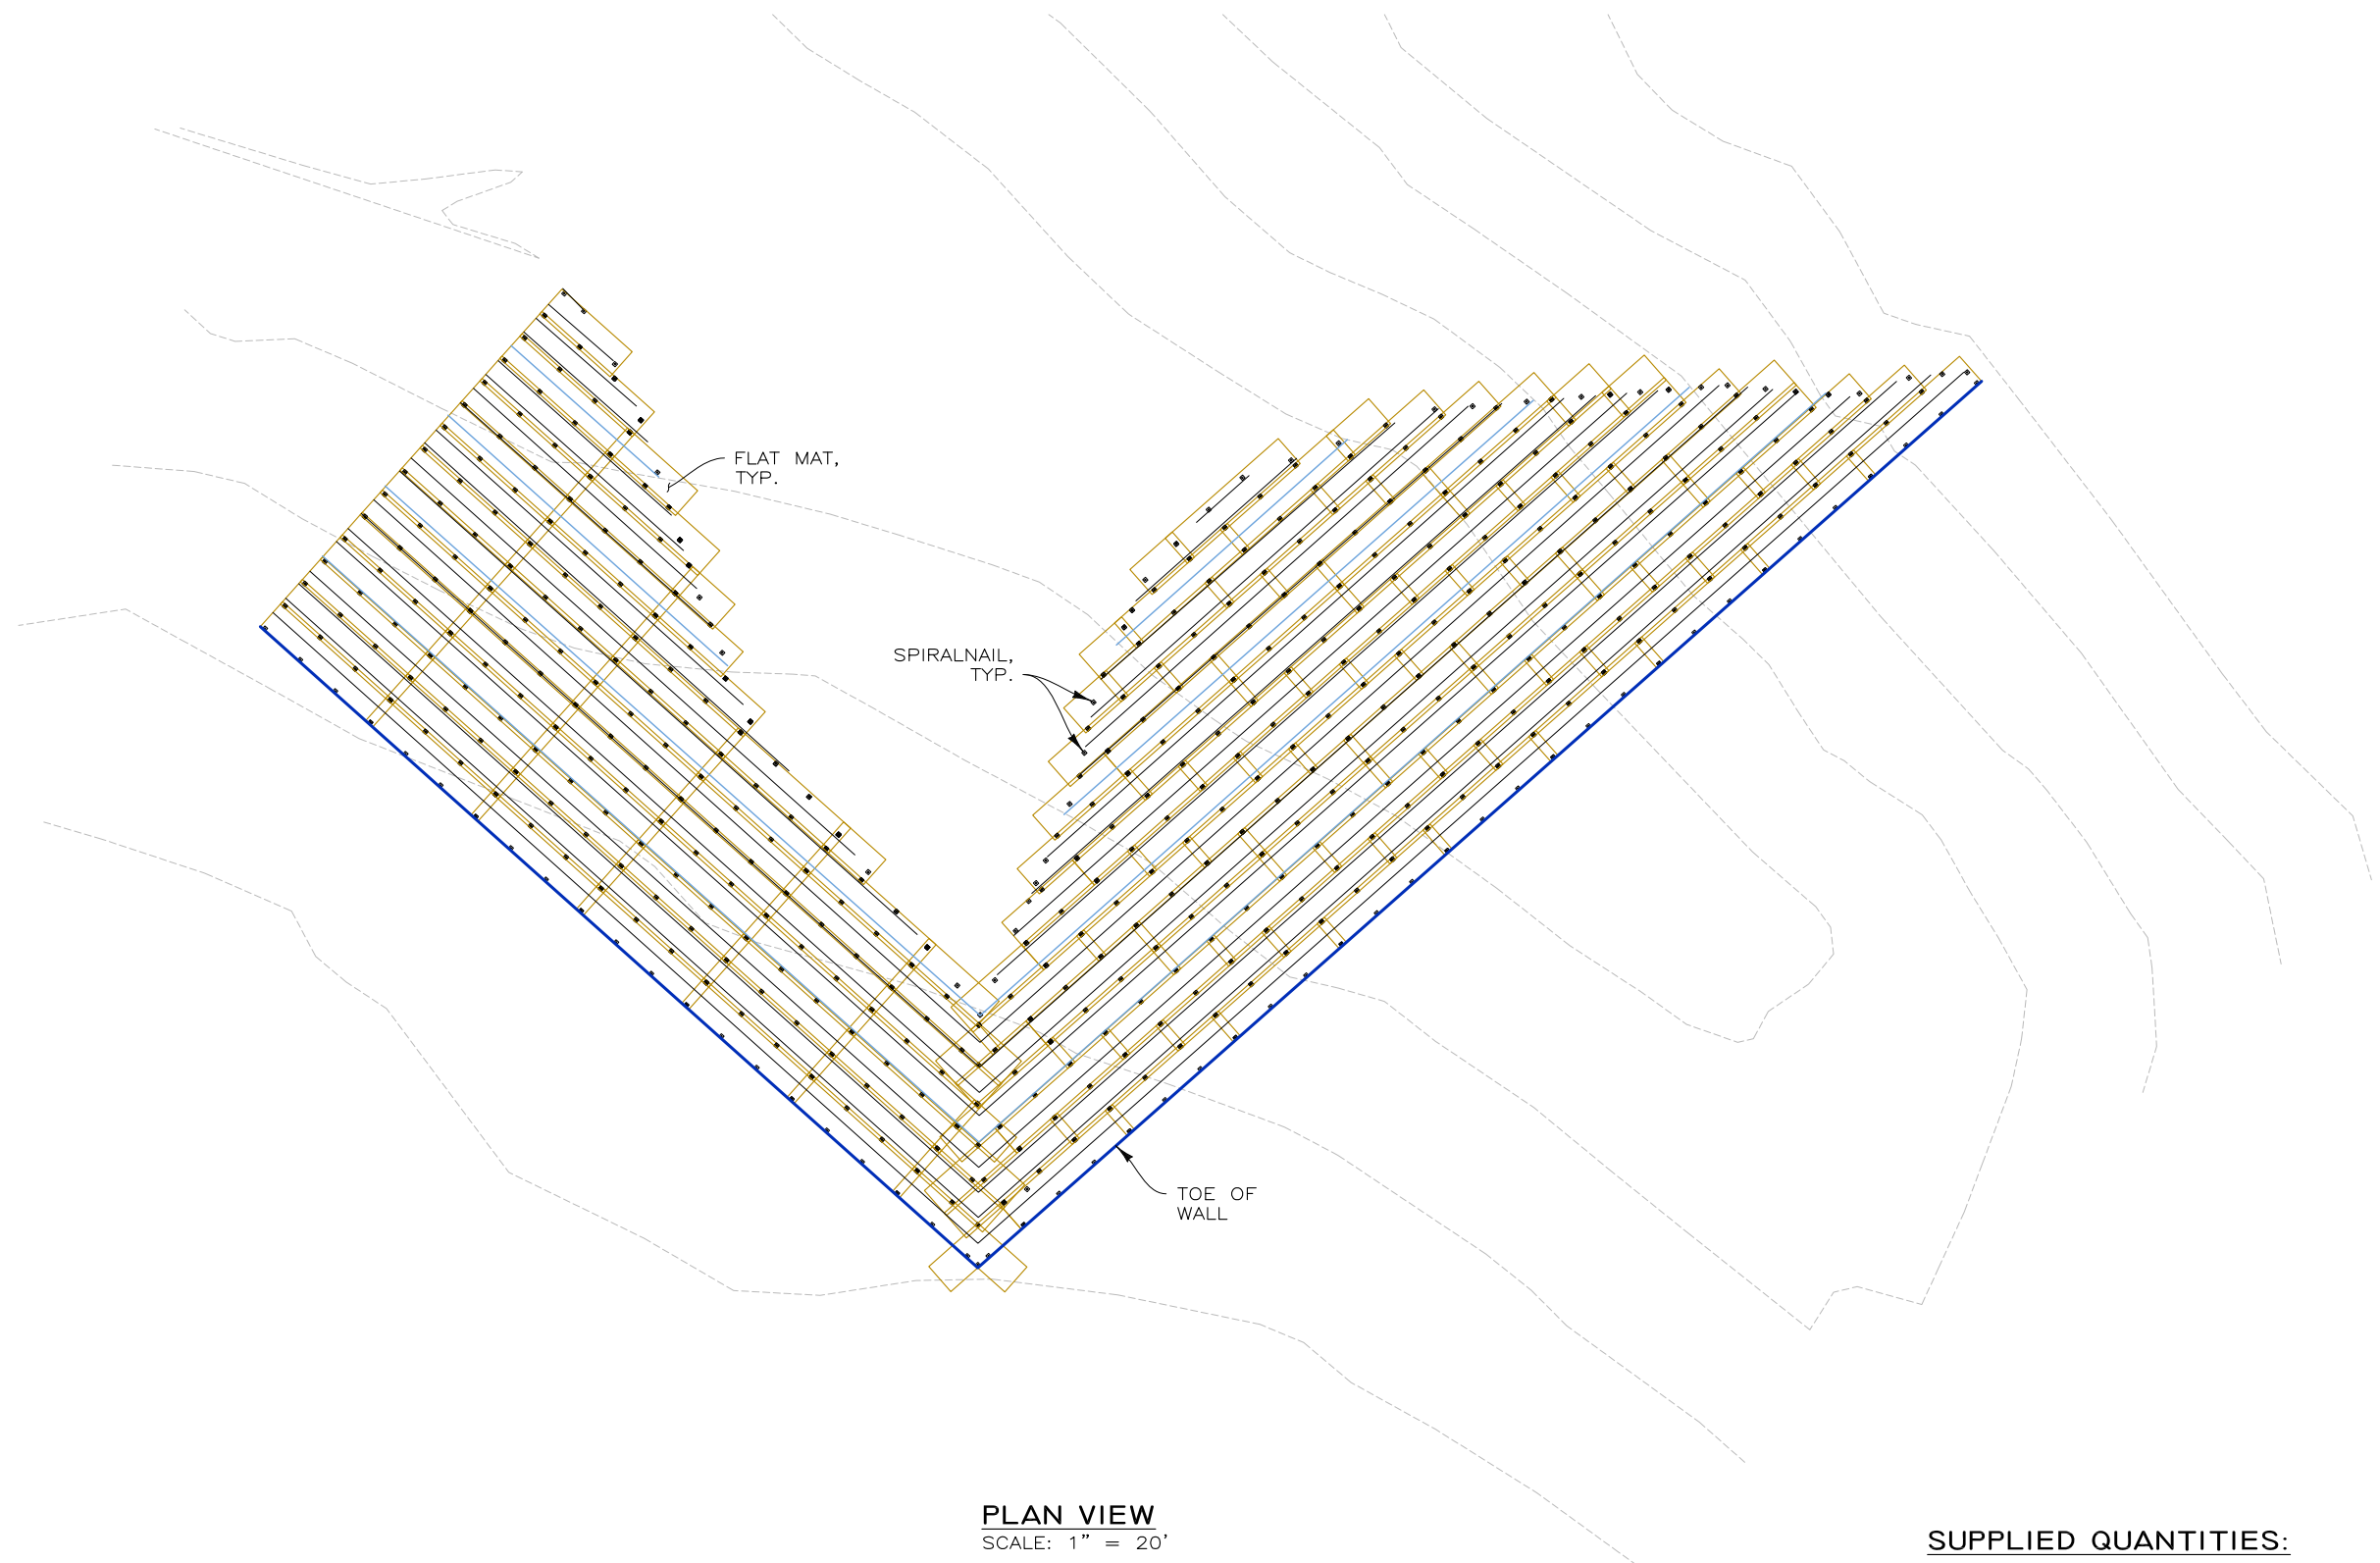 FLAT MAT,
TYP.
SPIRALNAIL,
TYP.
TOE OF
WALL
PLAN VIEW
SCALE: 1" = 20'
SUPPLIED QUANTITIES: